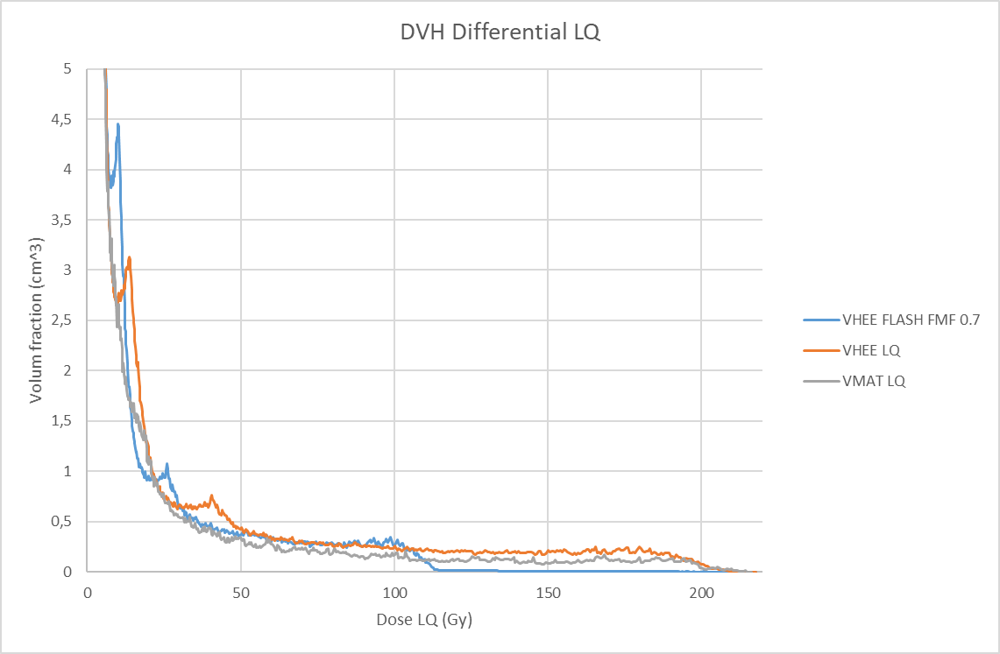 DVH Differential LQ
5
4,5
4
3,5
3
2,5
2
1,5
1
0,5
0
0
50
100
150
200
Volum fraction (cm^3)
Dose LQ (Gy)
VHEE FLASH FMF 0.7
VHEE LQ
VMAT LQ